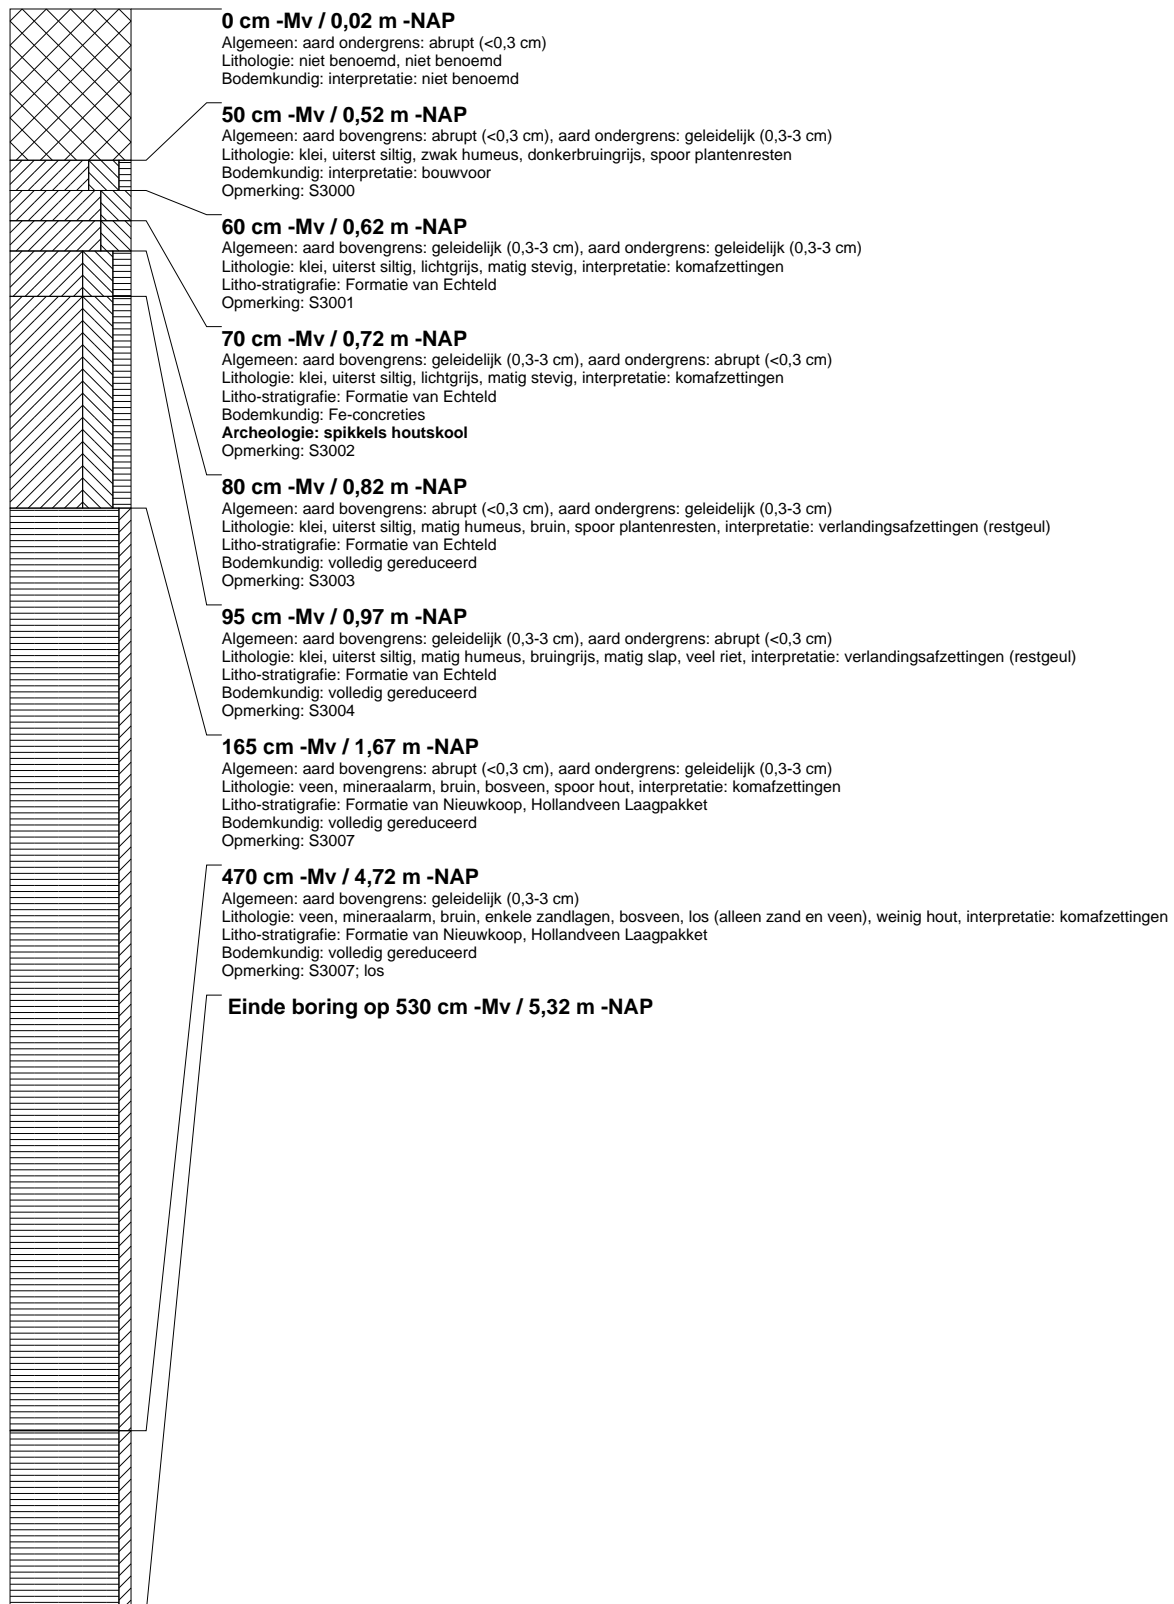 0 cm -Mv / 0,02 m -NAP
Algemeen: aard ondergrens: abrupt (<0,3 cm)
Lithologie: niet benoemd, niet benoemd
Bodemkundig: interpretatie: niet benoemd
50 cm -Mv / 0,52 m -NAP
Algemeen: aard bovengrens: abrupt (<0,3 cm), aard ondergrens: geleidelijk (0,3-3 cm)
Lithologie: klei, uiterst siltig, zwak humeus, donkerbruingrijs, spoor plantenresten
Bodemkundig: interpretatie: bouwvoor
Opmerking: S3000
60 cm -Mv / 0,62 m -NAP
Algemeen: aard bovengrens: geleidelijk (0,3-3 cm), aard ondergrens: geleidelijk (0,3-3 cm)
Lithologie: klei, uiterst siltig, lichtgrijs, matig stevig, interpretatie: komafzettingen
Litho-stratigrafie: Formatie van Echteld
Opmerking: S3001
70 cm -Mv / 0,72 m -NAP
Algemeen: aard bovengrens: geleidelijk (0,3-3 cm), aard ondergrens: abrupt (<0,3 cm)
Lithologie: klei, uiterst siltig, lichtgrijs, matig stevig, interpretatie: komafzettingen
Litho-stratigrafie: Formatie van Echteld
Bodemkundig: Fe-concreties
Archeologie: spikkels houtskool
Opmerking: S3002
80 cm -Mv / 0,82 m -NAP
Algemeen: aard bovengrens: abrupt (<0,3 cm), aard ondergrens: geleidelijk (0,3-3 cm)
Lithologie: klei, uiterst siltig, matig humeus, bruin, spoor plantenresten, interpretatie: verlandingsafzettingen (restgeul)
Litho-stratigrafie: Formatie van Echteld
Bodemkundig: volledig gereduceerd
Opmerking: S3003
95 cm -Mv / 0,97 m -NAP
Algemeen: aard bovengrens: geleidelijk (0,3-3 cm), aard ondergrens: abrupt (<0,3 cm)
Lithologie: klei, uiterst siltig, matig humeus, bruingrijs, matig slap, veel riet, interpretatie: verlandingsafzettingen (restgeul)
Litho-stratigrafie: Formatie van Echteld
Bodemkundig: volledig gereduceerd
Opmerking: S3004
165 cm -Mv / 1,67 m -NAP
Algemeen: aard bovengrens: abrupt (<0,3 cm), aard ondergrens: geleidelijk (0,3-3 cm)
Lithologie: veen, mineraalarm, bruin, bosveen, spoor hout, interpretatie: komafzettingen
Litho-stratigrafie: Formatie van Nieuwkoop, Hollandveen Laagpakket
Bodemkundig: volledig gereduceerd
Opmerking: S3007
470 cm -Mv / 4,72 m -NAP
Algemeen: aard bovengrens: geleidelijk (0,3-3 cm)
Lithologie: veen, mineraalarm, bruin, enkele zandlagen, bosveen, los (alleen zand en veen), weinig hout, interpretatie: komafzettingen
Litho-stratigrafie: Formatie van Nieuwkoop, Hollandveen Laagpakket
Bodemkundig: volledig gereduceerd
Opmerking: S3007; los
Einde boring op 530 cm -Mv / 5,32 m -NAP